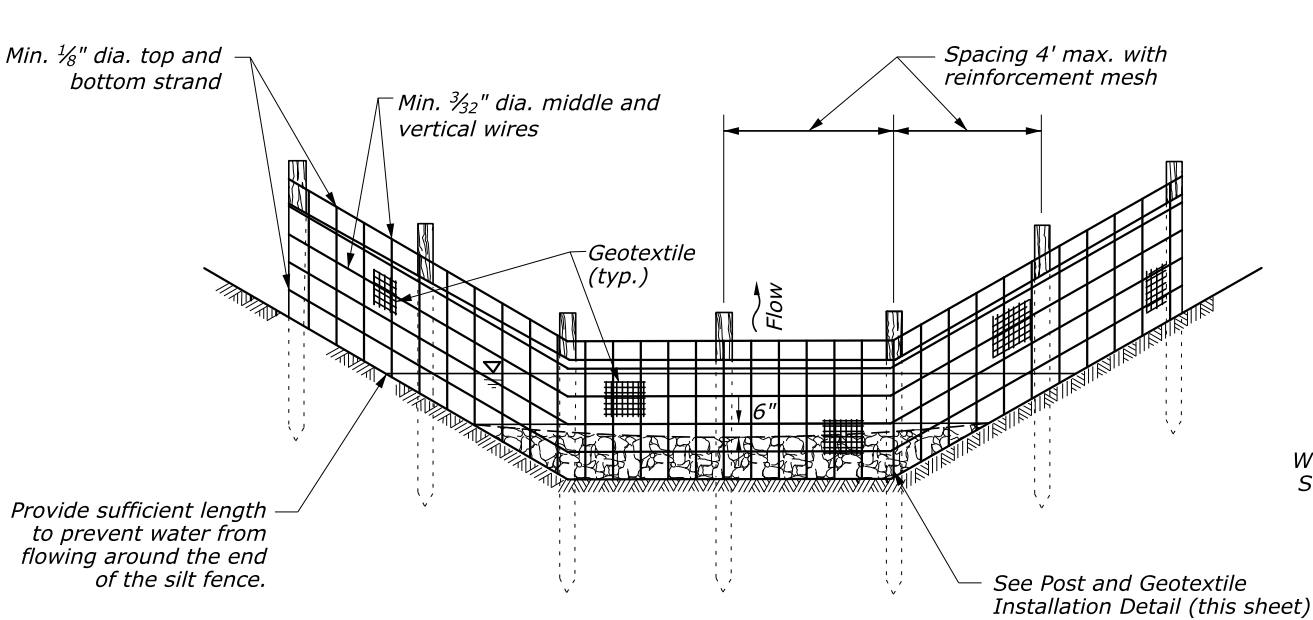 Min. ⅛" dia. top and
bottom strand
Min. 3⁄32" dia. middle and
vertical wires
Spacing 4' max. with
reinforcement mesh
Geotextile
(typ.)
Flow
6"
W
S
Provide sufficient length
to prevent water from
flowing around the end
of the silt fence.
See Post and Geotextile
Installation Detail (this sheet)